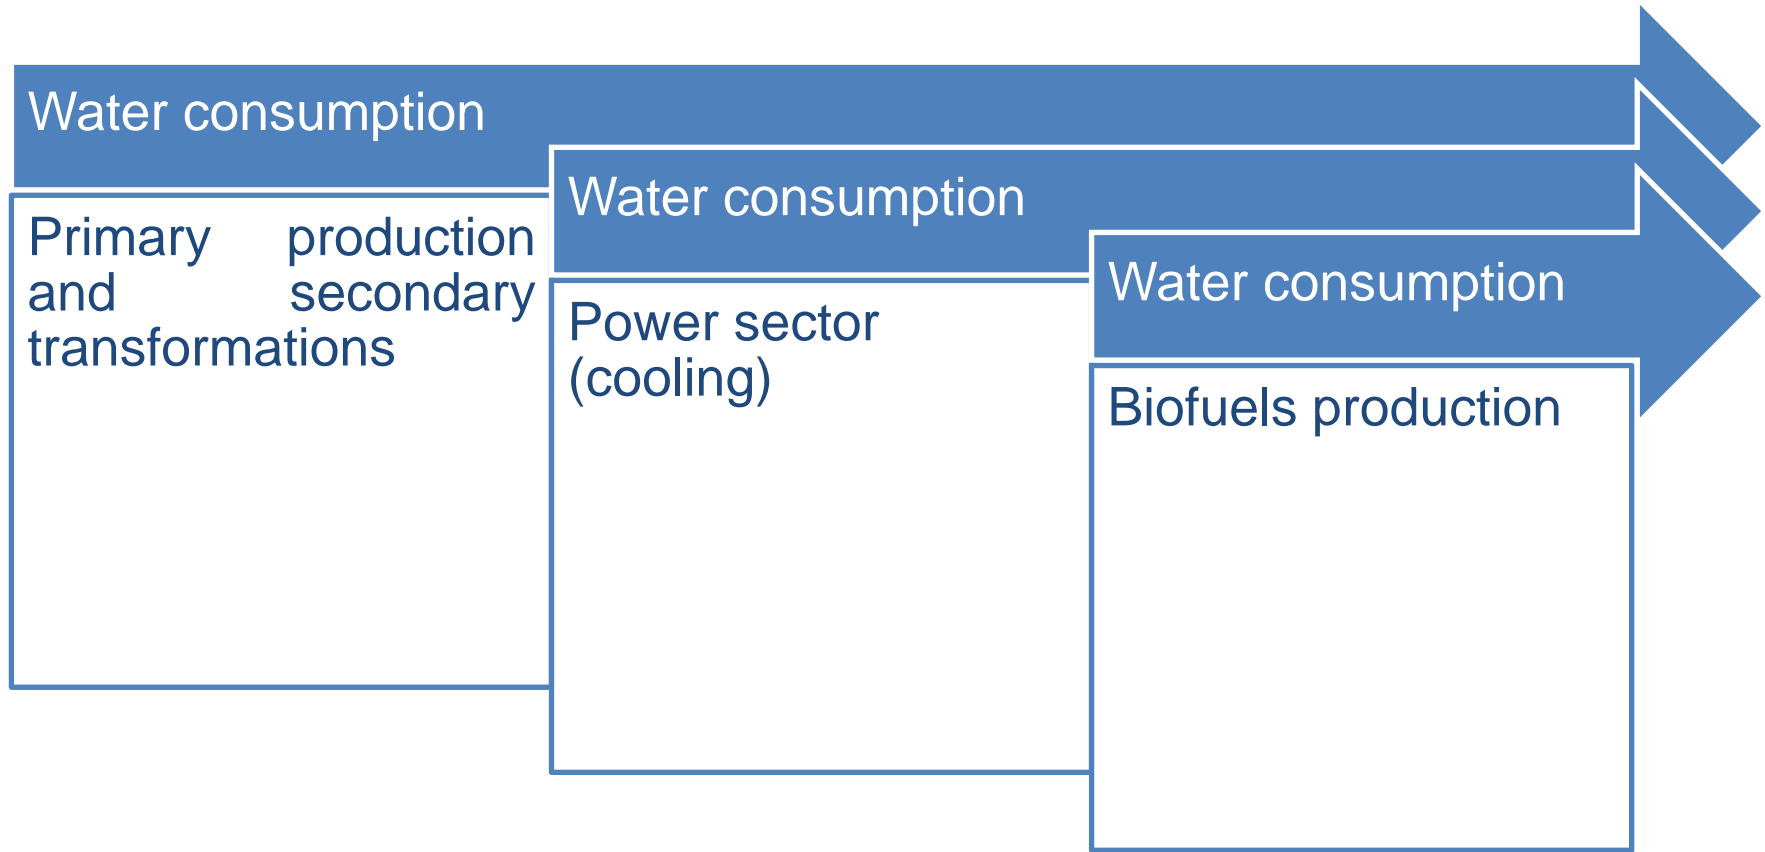 Water consumption
Primary production
and secondary
transformations
Water consumption
Power sector
(cooling)
Water consumption
Biofuels production